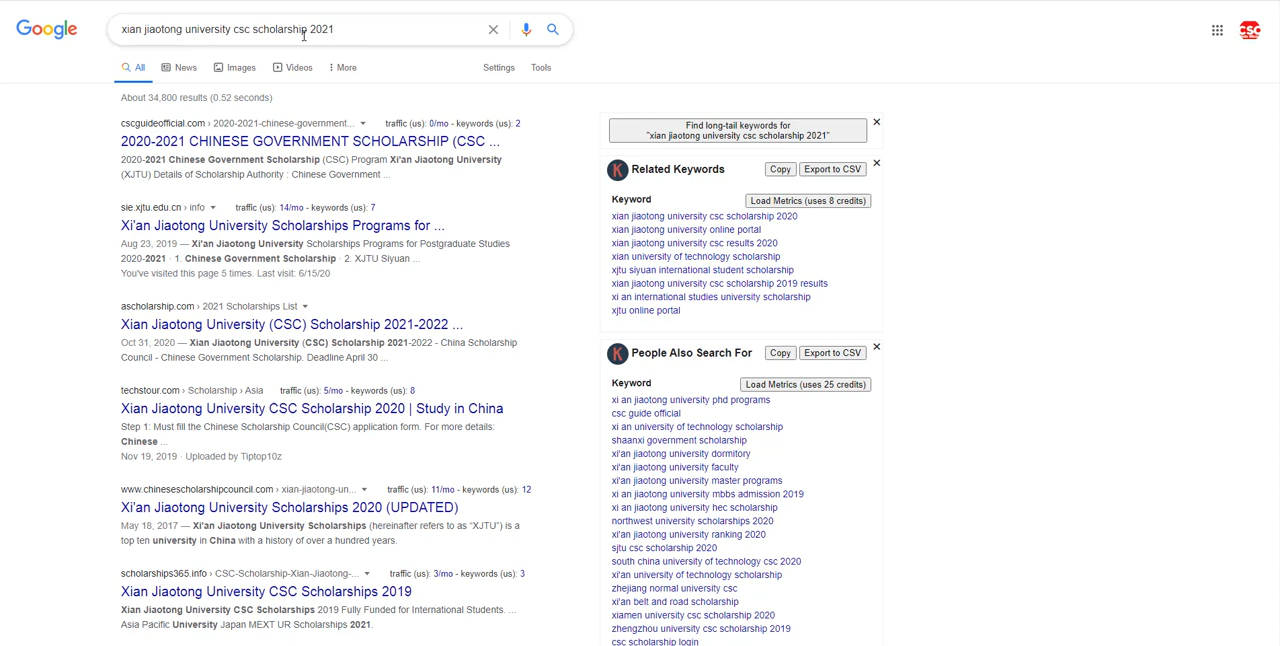 Google
xian jiaotong university csc scholarship 2021
CSC
All News Images Videos More Settings Tools
About 34,800 results (0.52 seconds)
cscguideofficial.com › 2020-2021-chinese-government... traffic (us): 0/mo - keywords (us): 2
2020-2021 CHINESE GOVERNMENT SCHOLARSHIP (CSC ...
2020-2021 Chinese Government Scholarship (CSC) Program Xi'an Jiaotong University
(XJTU) Details of Scholarship Authority : Chinese Government ...
sie.xjtu.edu.cn › info traffic (us): 14/mo - keywords (us): 7
Xi'an Jiaotong University Scholarships Programs for ...
Aug 23, 2019 — Xi'an Jiaotong University Scholarships Programs for Postgraduate Studies
2020-2021 · 1. Chinese Government Scholarship · 2. XJTU Siyuan ...
You've visited this page 5 times. Last visit: 6/15/20
ascholarship.com › 2021 Scholarships List
Xian Jiaotong University (CSC) Scholarship 2021-2022 ...
Oct 31, 2020 — Xian Jiaotong University (CSC) Scholarship 2021-2022 - China Scholarship
Council - Chinese Government Scholarship. Deadline April 30 ...
techstour.com › Scholarship › Asia traffic (us): 5/mo - keywords (us): 8
Xian Jiaotong University CSC Scholarship 2020 | Study in China
Step 1: Must fill the Chinese Scholarship Council(CSC) application form. For more details:
Chinese ...
Nov 19, 2019 · Uploaded by Tiptop10z
www.chinesescholarshipcouncil.com › xian-jiaotong-un... traffic (us): 11/mo - keywords (us): 12
Xi'an Jiaotong University Scholarships 2020 (UPDATED)
May 18, 2017 — Xi'an Jiaotong University Scholarships (hereinafter refers to as "XJTU") is a
top ten university in China with a history of over a hundred years.
scholarships365.info › CSC-Scholarship-Xian-Jiaotong-... traffic (us): 3/mo - keywords (us): 3
Xian Jiaotong University CSC Scholarships 2019
Xian Jiaotong University CSC Scholarships 2019 Fully Funded for International Students. ...
Asia Pacific University Japan MEXT UR Scholarships 2021.
Find long-tail keywords for
"xian jiaotong university csc scholarship 2021"
K Related Keywords Copy Export to CSV
Keyword Load Metrics (uses 8 credits)
xian jiaotong university csc scholarship 2020
xian jiaotong university online portal
xian jiaotong university csc results 2020
xian university of technology scholarship
xjtu siyuan international student scholarship
xian jiaotong university csc scholarship 2019 results
xi an international studies university scholarship
xjtu online portal
K People Also Search For Copy Export to CSV
Keyword Load Metrics (uses 25 credits)
xi an jiaotong university phd programs
csc guide official
xi an university of technology scholarship
shaanxi government scholarship
xi'an jiaotong university dormitory
xi'an jiaotong university faculty
xi'an jiaotong university master programs
xi an jiaotong university mbbs admission 2019
xi an jiaotong university hec scholarship
northwest university scholarships 2020
xi'an jiaotong university ranking 2020
sjtu csc scholarship 2020
south china university of technology csc 2020
xi'an university of technology scholarship
zhejiang normal university csc
xi'an belt and road scholarship
xiamen university csc scholarship 2020
zhengzhou university csc scholarship 2019
csc scholarship login